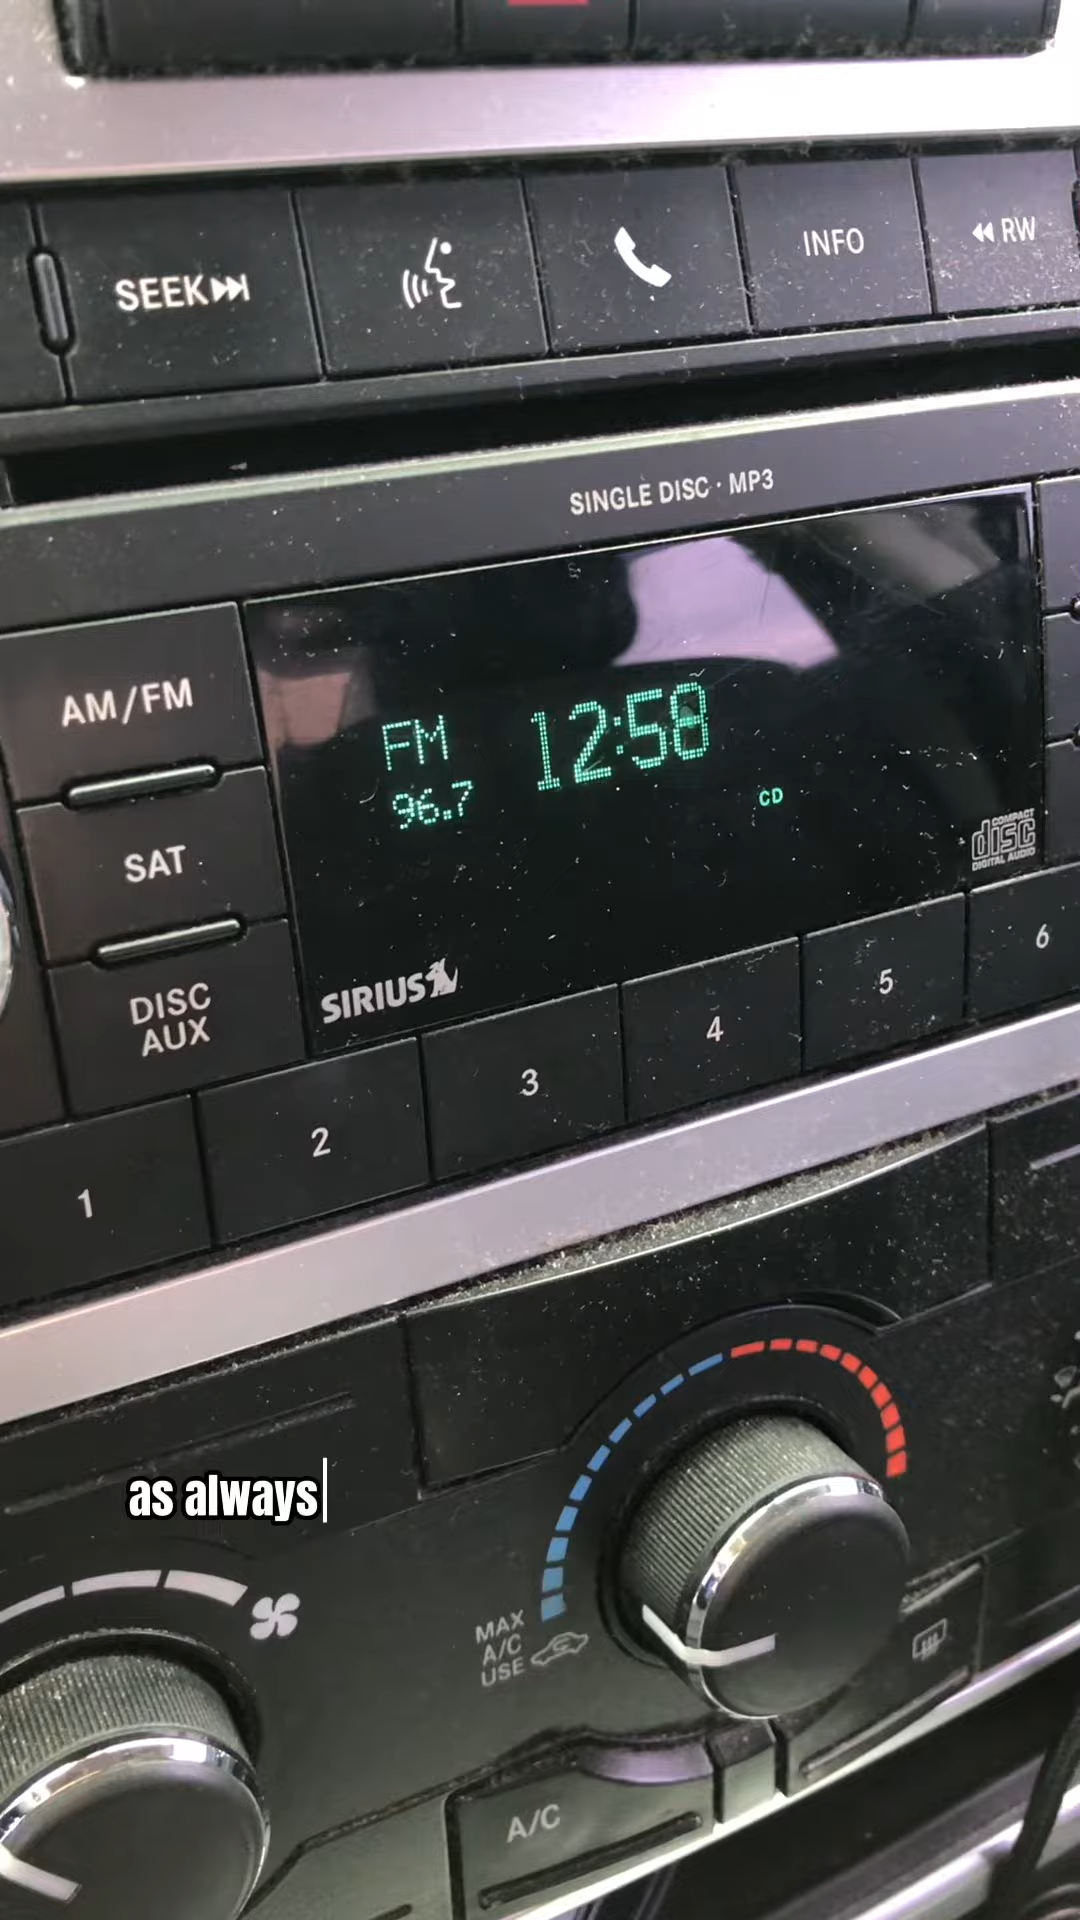 SEEK
INFO
RW
SINGLE DISC · MP3
AM/FM
FM
12:58
96.7
CD
COMPACT
disc
DIGITAL AUDIO
SAT
SIRIUS
DISC
AUX
1
2
3
4
5
6
as always
MAX
A/C
USE
A/C